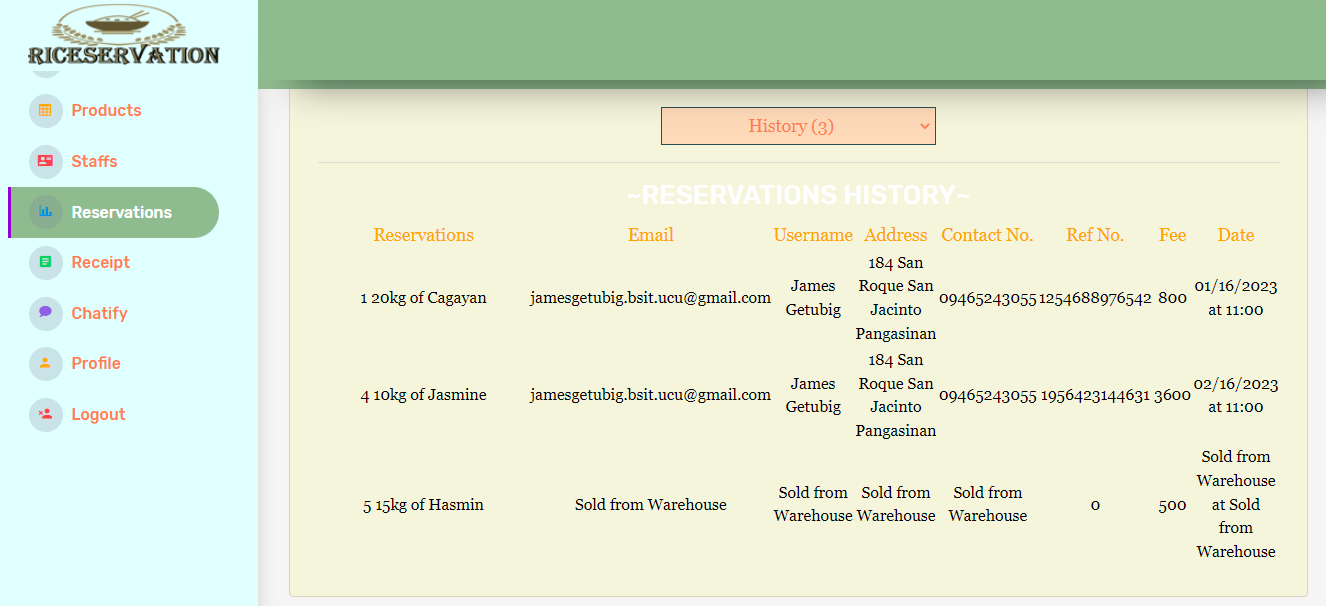 RICESERVATION
Products
Staffs
Reservations
Receipt
Chatify
Profile
Logout
History (3)
~RESERVATIONS HISTORY~
Reservations Email Username Address Contact No. Ref No. Fee Date
1 20kg of Cagayan jamesgetubig.bsit.ucu@gmail.com James Getubig 184 San Roque San Jacinto Pangasinan 09465243055 1254688976542 800 01/16/2023 at 11:00
4 10kg of Jasmine jamesgetubig.bsit.ucu@gmail.com James Getubig 184 San Roque San Jacinto Pangasinan 09465243055 1956423144631 3600 02/16/2023 at 11:00
5 15kg of Hasmin Sold from Warehouse Sold from Warehouse Sold from Warehouse Sold from Warehouse 0 500 Sold from Warehouse at Sold from Warehouse